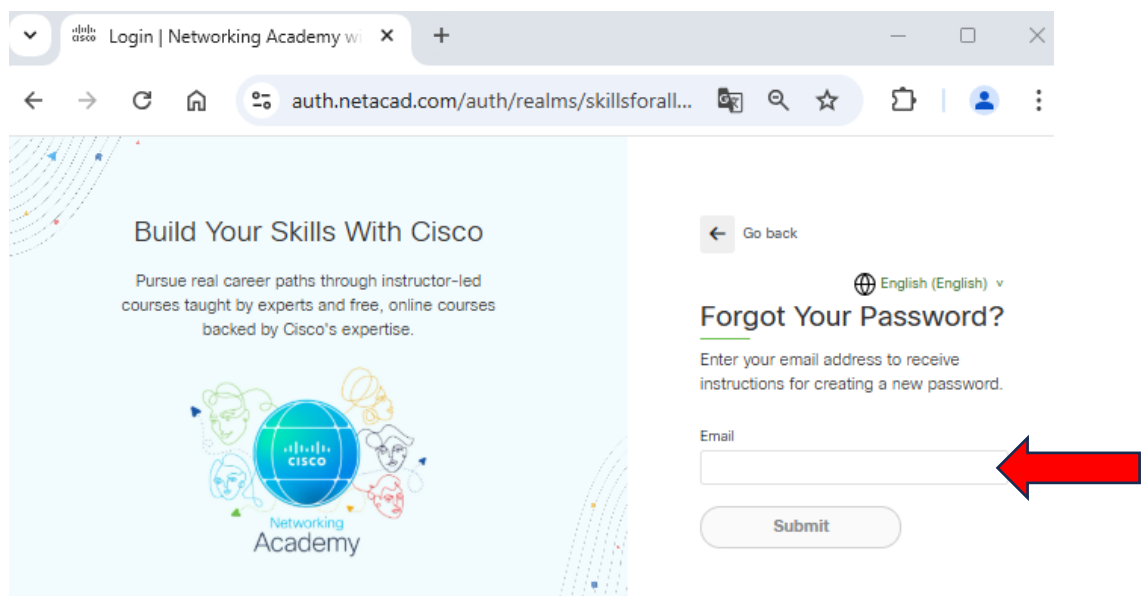 Login | Networking Academy wi
auth.netacad.com/auth/realms/skillsforall...
Build Your Skills With Cisco
Pursue real career paths through instructor-led
courses taught by experts and free, online courses
backed by Cisco's expertise.
CISCO
Networking
Academy
Go back
English (English)
Forgot Your Password?
Enter your email address to receive
instructions for creating a new password.
Email
Submit